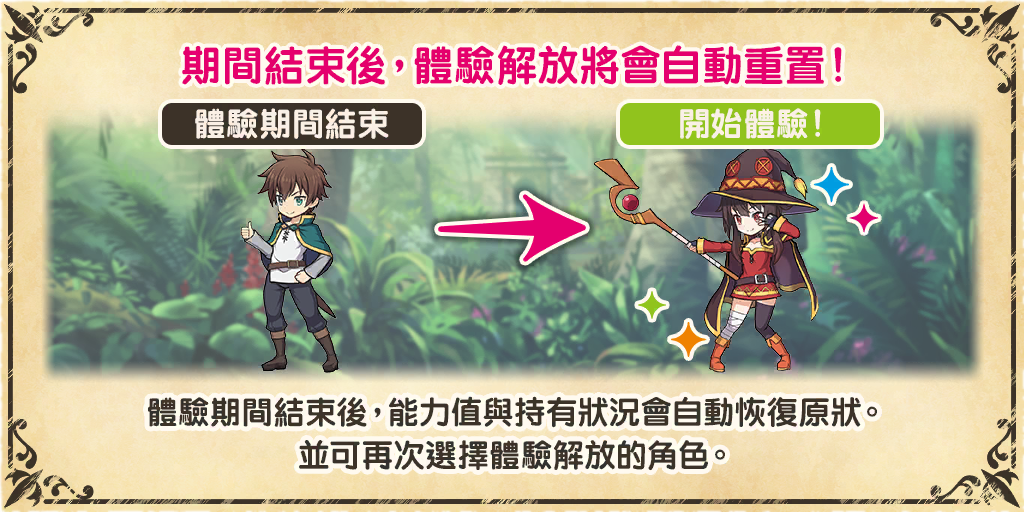 期間結束後，體驗解放將會自動重置！
體驗期間結束
開始體驗！
體驗期間結束後，能力值與持有狀況會自動恢復原狀。
並可再次選擇體驗解放的角色。